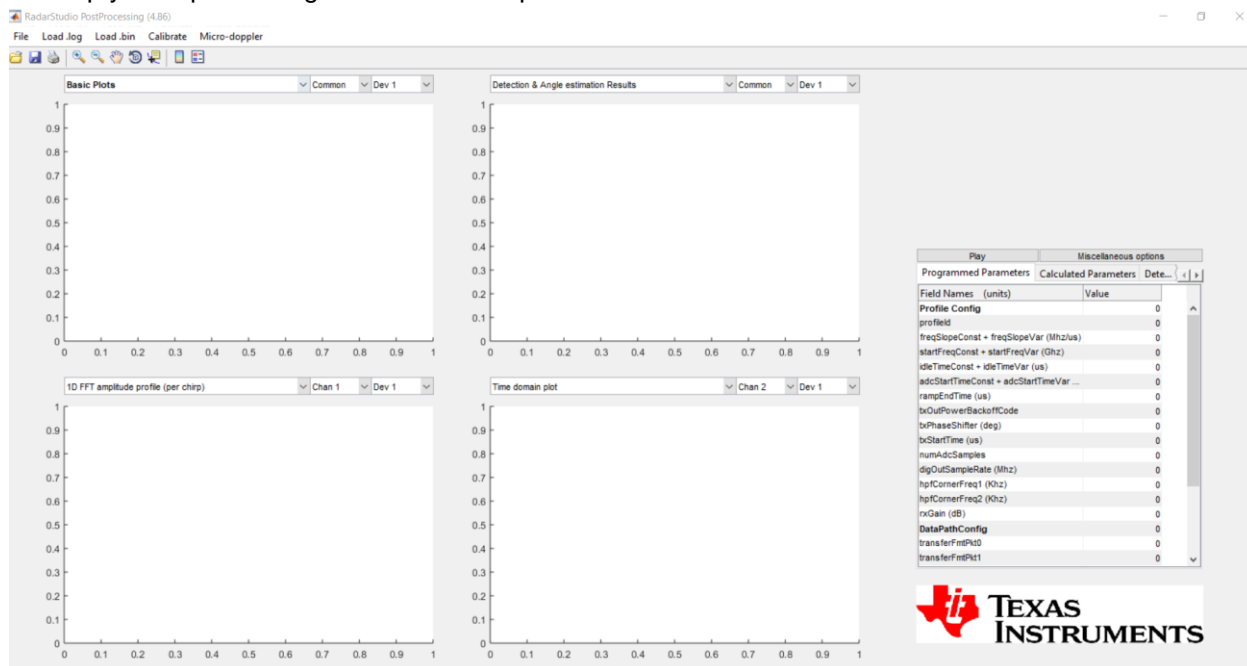 RadarStudio PostProcessing (4.86)
File Load .log Load .bin Calibrate Micro-doppler
Basic Plots Common Dev 1
Detection & Angle estimation Results Common Dev 1
1
0.9
0.8
0.7
0.6
0.5
0.4
0.3
0.2
0.1
0
0 0.1 0.2 0.3 0.4 0.5 0.6 0.7 0.8 0.9 1
1
0.9
0.8
0.7
0.6
0.5
0.4
0.3
0.2
0.1
0
0 0.1 0.2 0.3 0.4 0.5 0.6 0.7 0.8 0.9 1
1D FFT amplitude profile (per chirp) Chan 1 Dev 1
Time domain plot Chan 2 Dev 1
1
0.9
0.8
0.7
0.6
0.5
0.4
0.3
0.2
0.1
0
0 0.1 0.2 0.3 0.4 0.5 0.6 0.7 0.8 0.9 1
1
0.9
0.8
0.7
0.6
0.5
0.4
0.3
0.2
0.1
0
0 0.1 0.2 0.3 0.4 0.5 0.6 0.7 0.8 0.9 1
Play Miscellaneous options
Programmed Parameters Calculated Parameters Dete...
Field Names (units) Value
Profile Config 0
profileId 0
freqSlopeConst + freqSlopeVar (Mhz/us) 0
startFreqConst + startFreqVar (Ghz) 0
idleTimeConst + idleTimeVar (us) 0
adcStartTimeConst + adcStartTimeVar ... 0
rampEndTime (us) 0
txOutPowerBackoffCode 0
txPhaseShifter (deg) 0
txStartTime (us) 0
numAdcSamples 0
digOutSampleRate (Mhz) 0
hpfCornerFreq1 (Khz) 0
hpfCornerFreq2 (Khz) 0
rxGain (dB) 0
DataPathConfig 0
transferFmtPkt0 0
transferFmtPkt1 0
TEXAS
INSTRUMENTS